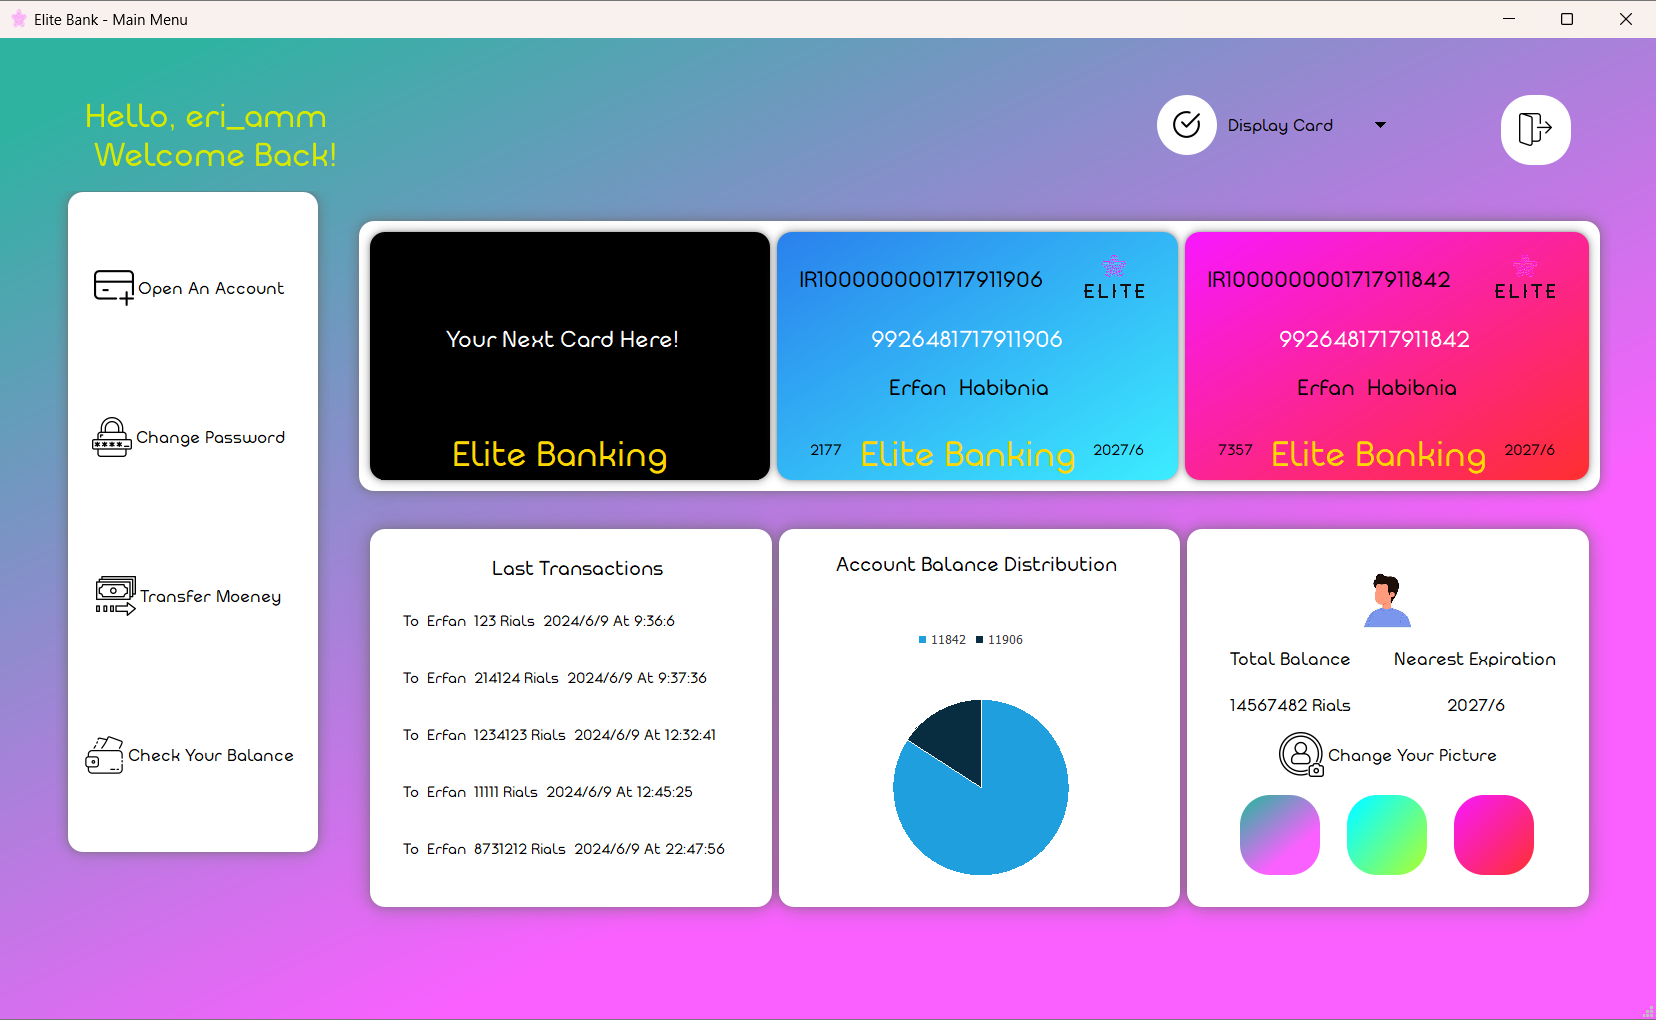 Elite Bank - Main Menu
Hello, eri_amm
Welcome Back!
Display Card
Open An Account
Change Password
Transfer Moeney
Check Your Balance
Your Next Card Here!
Elite Banking
IR1000000001717911906
ELITE
9926481717911906
Erfan Habibnia
2177
Elite Banking
2027/6
IR1000000001717911842
ELITE
9926481717911842
Erfan Habibnia
7357
Elite Banking
2027/6
Last Transactions
To Erfan 123 Rials 2024/6/9 At 9:36:6
To Erfan 214124 Rials 2024/6/9 At 9:37:36
To Erfan 1234123 Rials 2024/6/9 At 12:32:41
To Erfan 11111 Rials 2024/6/9 At 12:45:25
To Erfan 8731212 Rials 2024/6/9 At 22:47:56
Account Balance Distribution
11842 11906
Total Balance
14567482 Rials
Nearest Expiration
2027/6
Change Your Picture